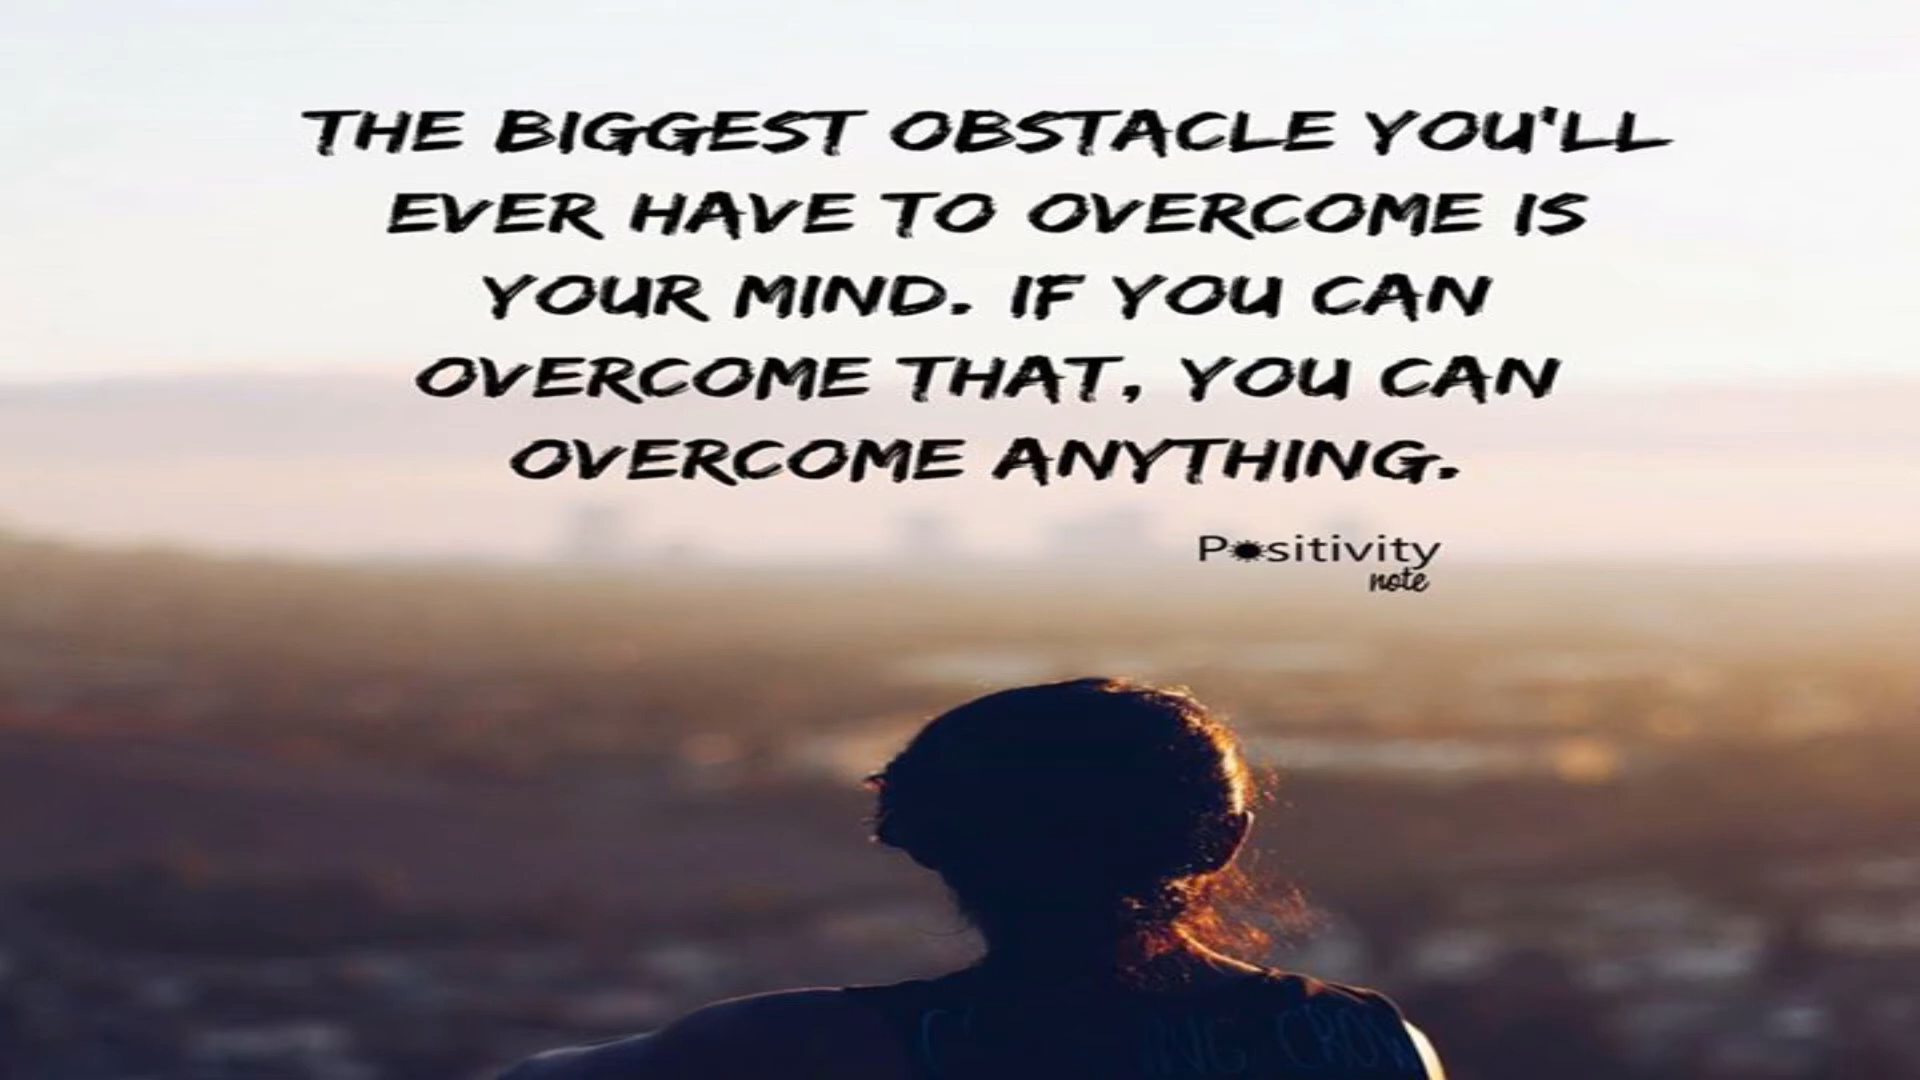 THE BIGGEST OBSTACLE YOU'LL
EVER HAVE TO OVERCOME IS
YOUR MIND. IF YOU CAN
OVERCOME THAT, YOU CAN
OVERCOME ANYTHING.
Positivity
note